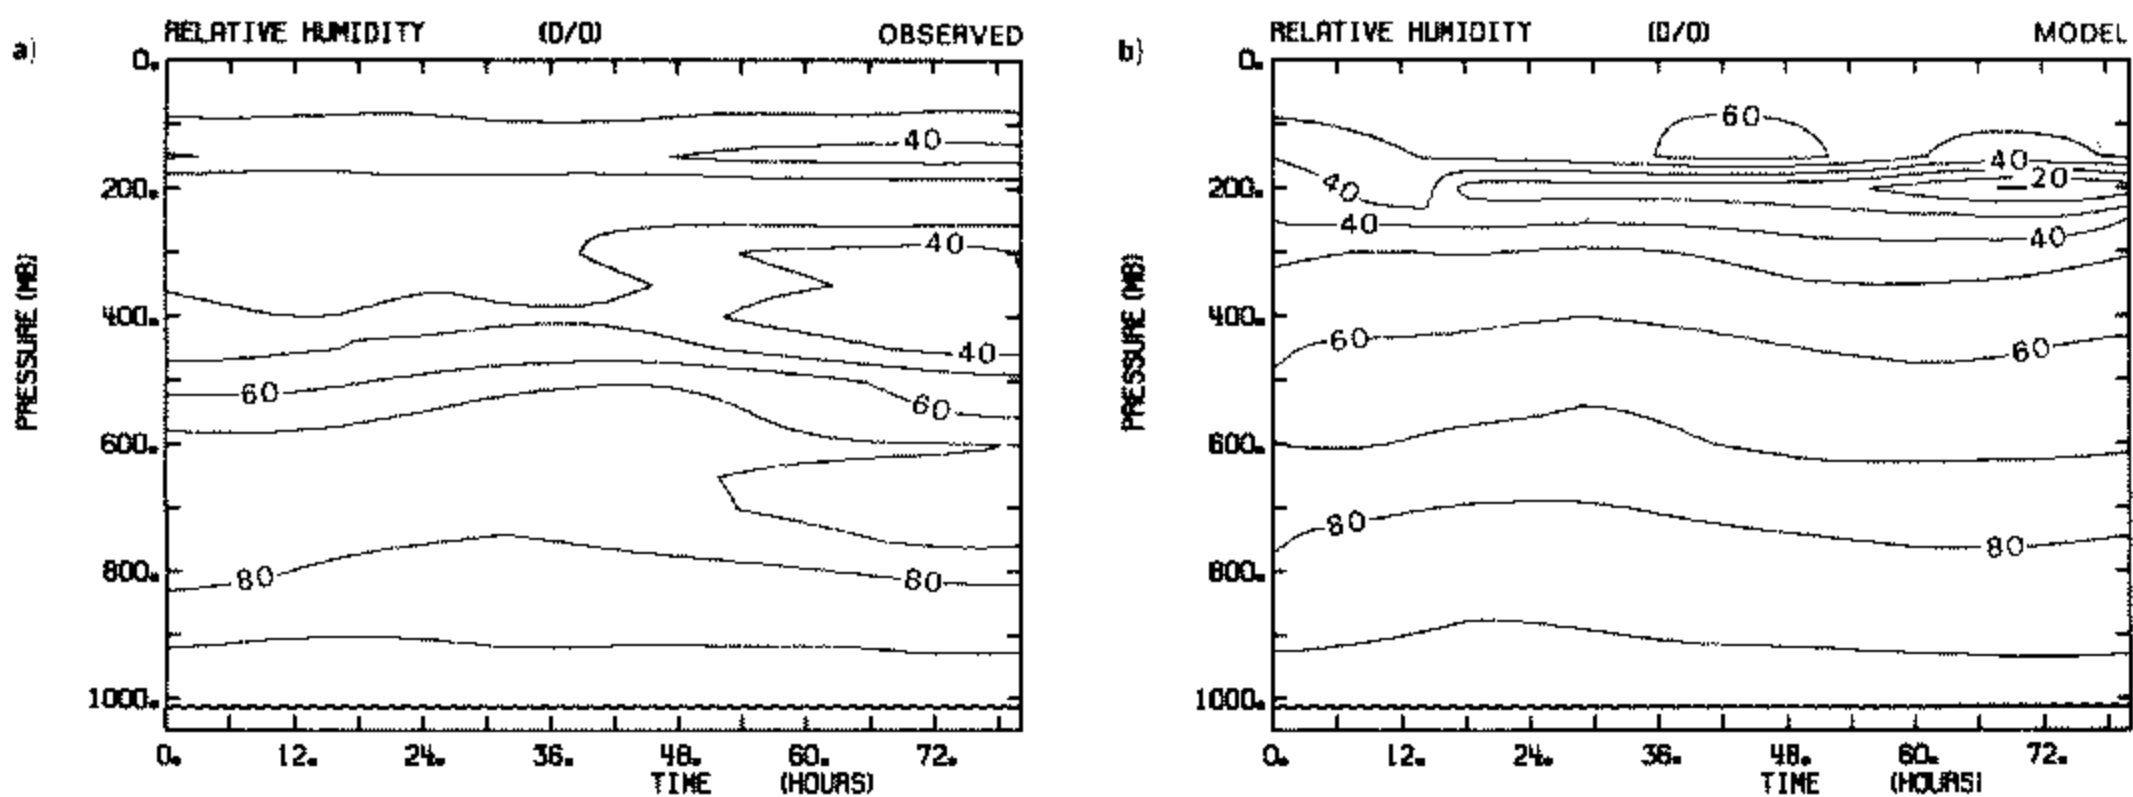 a)
RELATIVE HUMIDITY (0/0) OBSERVED
0.
200.
400.
600.
800.
1000.
PRESSURE (MB)
40
40
40
60
60
80
80
0. 12. 24. 36. 48. 60. 72.
TIME (HOURS)
b)
RELATIVE HUMIDITY (0/0) MODEL
0.
200.
400.
600.
800.
1000.
PRESSURE (MB)
60
40
40
20
40
40
60
60
80
80
0. 12. 24. 36. 48. 60. 72.
TIME (HOURS)